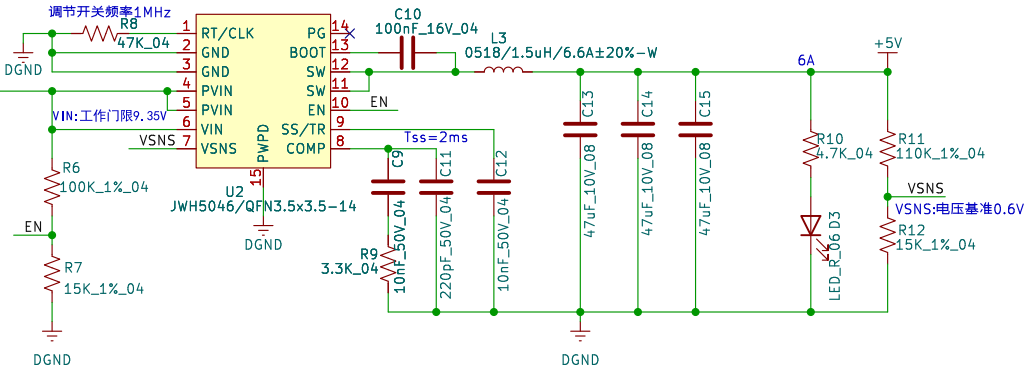 调节开关频率1MHz
R8
47K_04
DGND
1
2
3
4
5
6
7
RT/CLK
GND
GND
PVIN
PVIN
VIN
VSNS
PG
BOOT
SW
SW
EN
SS/TR
COMP
PWPD
14
13
12
11
10
9
8
15
U2
JWH5046/QFN3.5x3.5-14
DGND
VIN:工作门限9.35V
VSNS
R6
100K_1%_04
EN
R7
15K_1%_04
DGND
C10
100nF_16V_04
L3
0518/1.5uH/6.6A±20%-W
EN
Tss=2ms
C9
10nF_50V_04
R9
3.3K_04
C11
220pF_50V_04
C12
10nF_50V_04
C13
47uF_10V_08
C14
47uF_10V_08
C15
47uF_10V_08
DGND
6A
+5V
R10
4.7K_04
D3
LED_R_06
R11
110K_1%_04
VSNS
VSNS:电压基准0.6V
R12
15K_1%_04